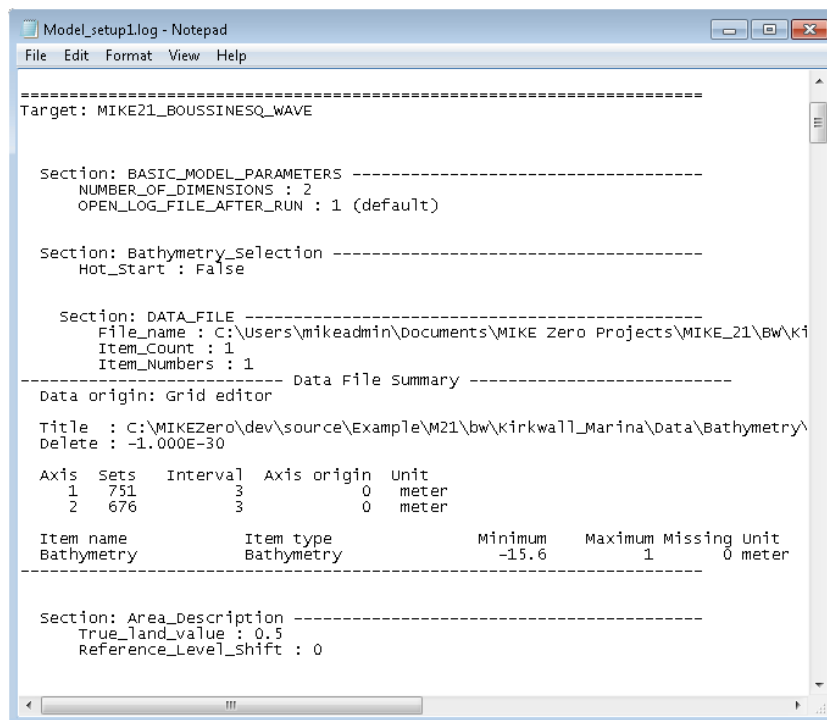 Model_setup1.log - Notepad
File Edit Format View Help
=======================================================================
Target: MIKE21_BOUSSINESQ_WAVE
Section: BASIC_MODEL_PARAMETERS ------------------------------------
NUMBER_OF_DIMENSIONS : 2
OPEN_LOG_FILE_AFTER_RUN : 1 (default)
Section: Bathymetry_Selection --------------------------------------
Hot_Start : False
Section: DATA_FILE -----------------------------------------------
File_name : C:\Users\mikeadmin\Documents\MIKE Zero Projects\MIKE_21\BW\Ki
Item_Count : 1
Item_Numbers : 1
--------------------------- Data File Summary ---------------------------
Data origin: Grid editor
Title : C:\MIKEZero\dev\source\Example\M21\bw\Kirkwall_Marina\Data\Bathymetry\
Delete : -1.000E-30
Axis Sets Interval Axis origin Unit
1 751 3 0 meter
2 676 3 0 meter
Item name Item type Minimum Maximum Missing Unit
Bathymetry Bathymetry -15.6 1 0 meter
-----------------------------------------------------------------------
Section: Area_Description ------------------------------------------
True_land_value : 0.5
Reference_Level_Shift : 0